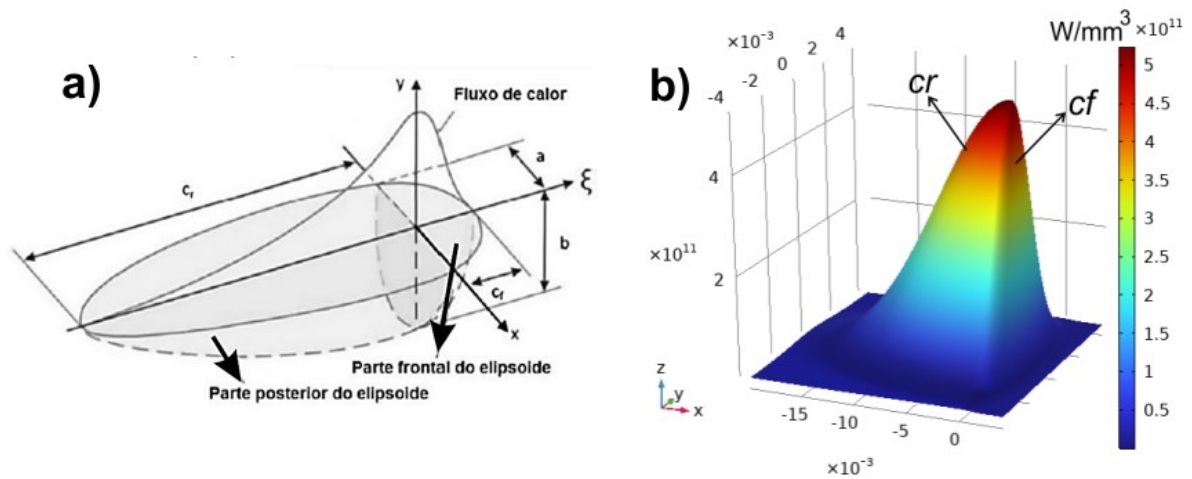 a)
y
Fluxo de calor
a
ξ
cr
b
cf
x
Parte frontal do elipsoide
Parte posterior do elipsoide
b)
W/mm³ ×10¹¹
×10⁻³
4
2
0
-2
-4
cr
cf
4
×10¹¹
2
5
4.5
4
3.5
3
2.5
2
1.5
1
0.5
z
y
x
-15
-10
-5
0
×10⁻³